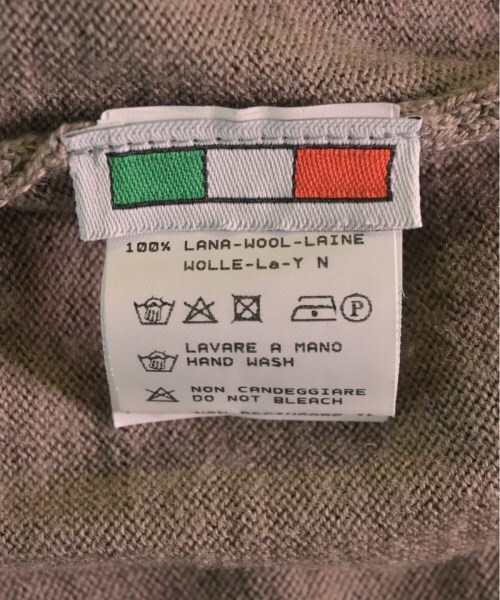 100% LANA-WOOL-LAINE
WOLLE-La-Y N
P
LAVARE A MANO
HAND WASH
NON CANDEGGIARE
DO NOT BLEACH